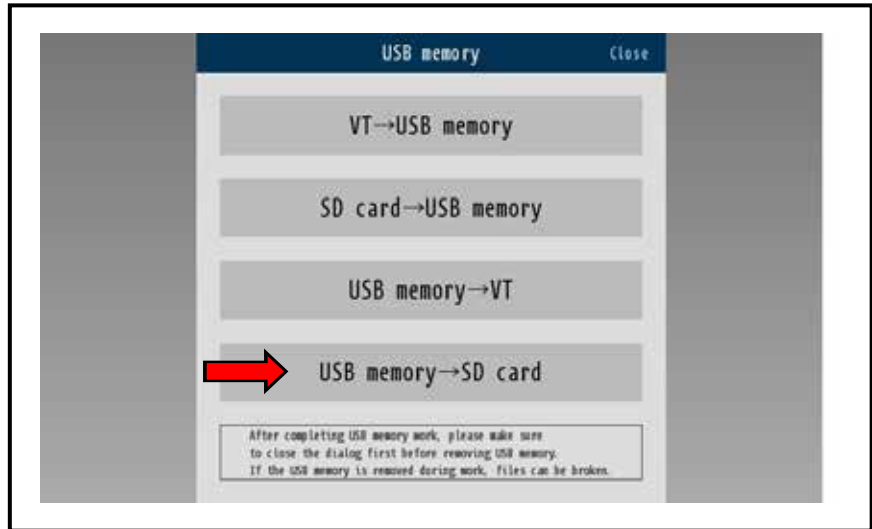 USB memory Close
VT→USB memory
SD card→USB memory
USB memory→VT
USB memory→SD card
After completing USB memory work, please make sure
to close the dialog first before removing USB memory.
If the USB memory is removed during work, files can be broken.